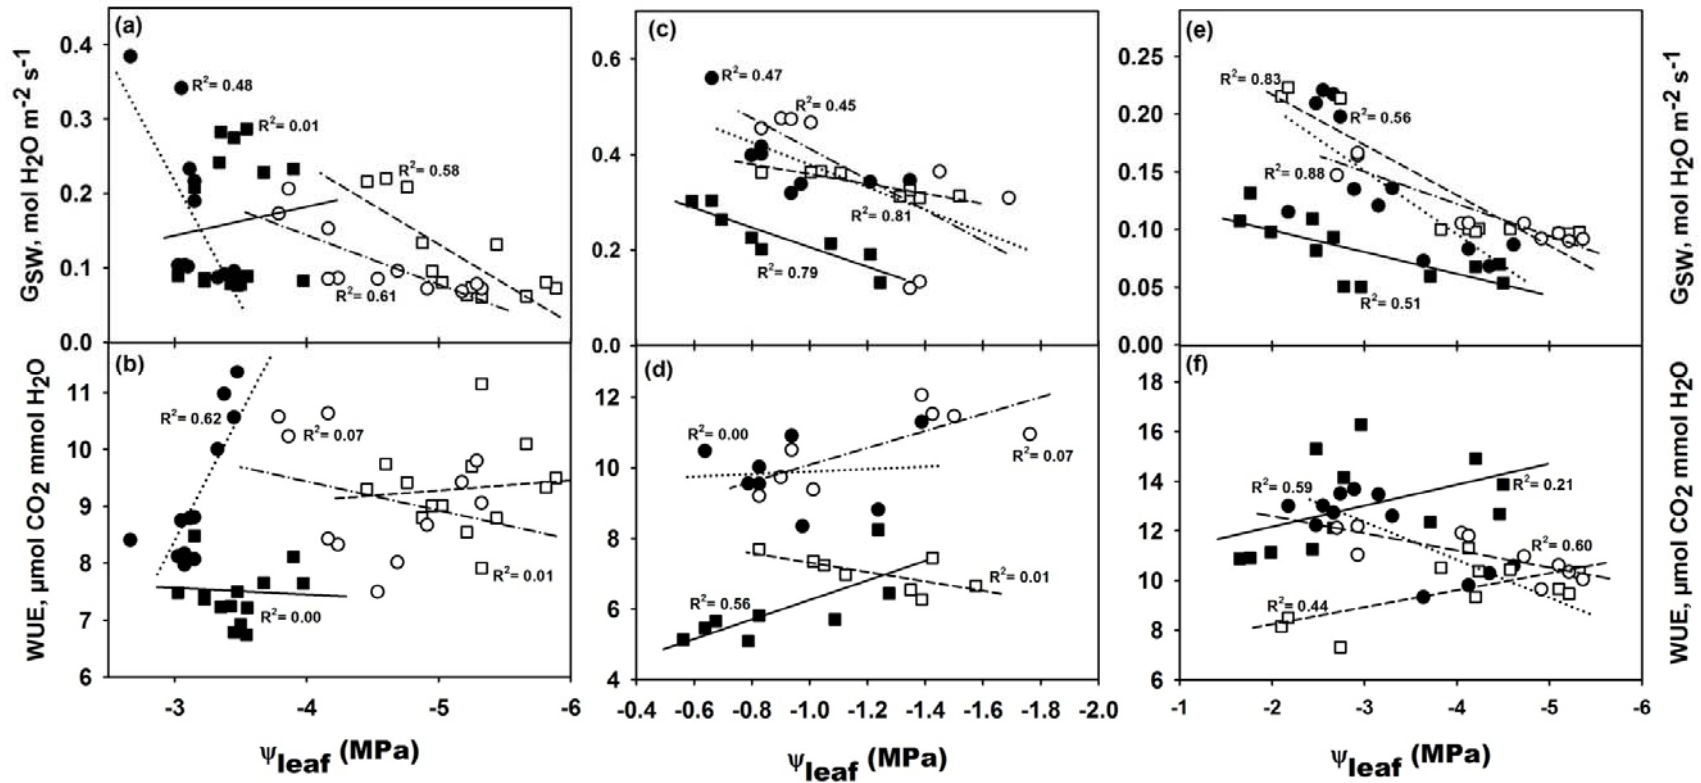 (a)
(c)
(e)
GSW, mol H2O m-2 s-1
0.4
0.3
0.2
0.1
0.0
R2= 0.48
R2= 0.01
R2= 0.58
R2= 0.61
0.6
0.4
0.2
0.0
R2= 0.47
R2= 0.45
R2= 0.81
R2= 0.79
0.25
0.20
0.15
0.10
0.05
0.00
R2= 0.83
R2= 0.56
R2= 0.88
R2= 0.51
GSW, mol H2O m-2 s-1
(b)
(d)
(f)
WUE, µmol CO2 mmol H2O
11
10
9
8
7
6
R2= 0.62
R2= 0.07
R2= 0.01
R2= 0.00
12
10
8
6
4
R2= 0.00
R2= 0.07
R2= 0.01
R2= 0.56
18
16
14
12
10
8
6
R2= 0.59
R2= 0.21
R2= 0.60
R2= 0.44
WUE, µmol CO2 mmol H2O
-3 -4 -5 -6
-0.4 -0.6 -0.8 -1.0 -1.2 -1.4 -1.6 -1.8 -2.0
-1 -2 -3 -4 -5 -6
ψleaf (MPa)
ψleaf (MPa)
ψleaf (MPa)